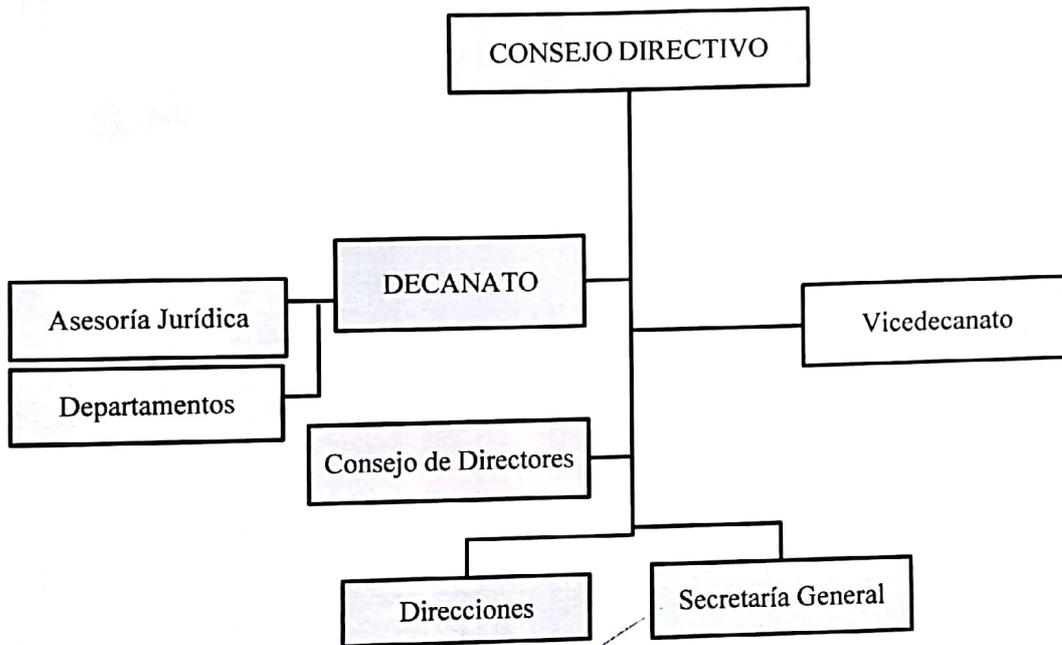 CONSEJO DIRECTIVO
DECANATO
Asesoría Jurídica
Vicedecanato
Departamentos
Consejo de Directores
Direcciones
Secretaría General